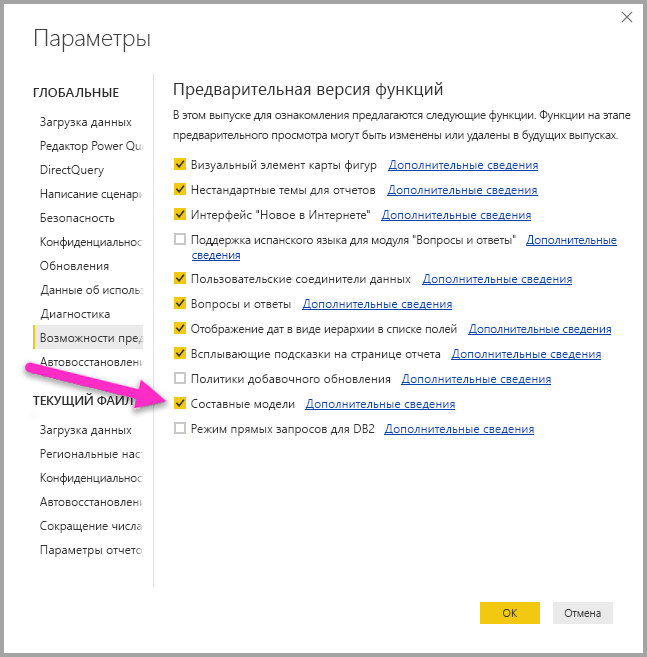 Параметры
ГЛОБАЛЬНЫЕ
Загрузка данных
Редактор Power Qu
DirectQuery
Написание сценари
Безопасность
Конфиденциальнос
Обновления
Данные об использ
Диагностика
Возможности пред
Автовосстановлени
ТЕКУЩИЙ ФАЙЛ
Загрузка данных
Региональные наст
Конфиденциальнос
Автовосстановлени
Сокращение числа
Параметры отчето
Предварительная версия функций
В этом выпуске для ознакомления предлагаются следующие функции. Функции на этапе
предварительного просмотра могут быть изменены или удалены в будущих выпусках.
Визуальный элемент карты фигур Дополнительные сведения
Нестандартные темы для отчетов Дополнительные сведения
Интерфейс "Новое в Интернете" Дополнительные сведения
Поддержка испанского языка для модуля "Вопросы и ответы" Дополнительные
сведения
Пользовательские соединители данных Дополнительные сведения
Вопросы и ответы Дополнительные сведения
Отображение дат в виде иерархии в списке полей Дополнительные сведения
Всплывающие подсказки на странице отчета Дополнительные сведения
Политики добавочного обновления Дополнительные сведения
Составные модели Дополнительные сведения
Режим прямых запросов для DB2 Дополнительные сведения
ОК
Отмена